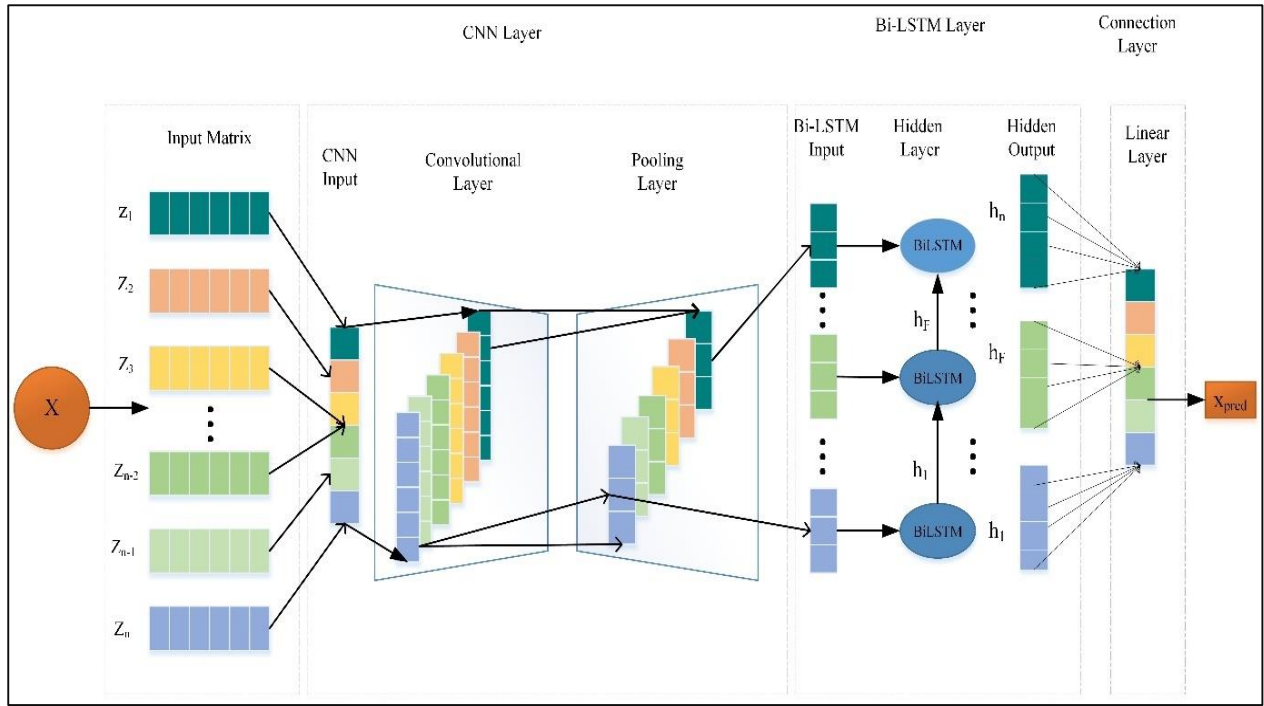 CNN Layer
Bi-LSTM Layer
Connection
Layer
Input Matrix
CNN
Input
Convolutional
Layer
Pooling
Layer
Bi-LSTM
Input
Hidden
Layer
Hidden
Output
Linear
Layer
z1
Z2
Z3
Zn-2
Zn-1
Zn
X
BiLSTM
hF
BiLSTM
h1
BiLSTM
hn
hF
h1
xpred